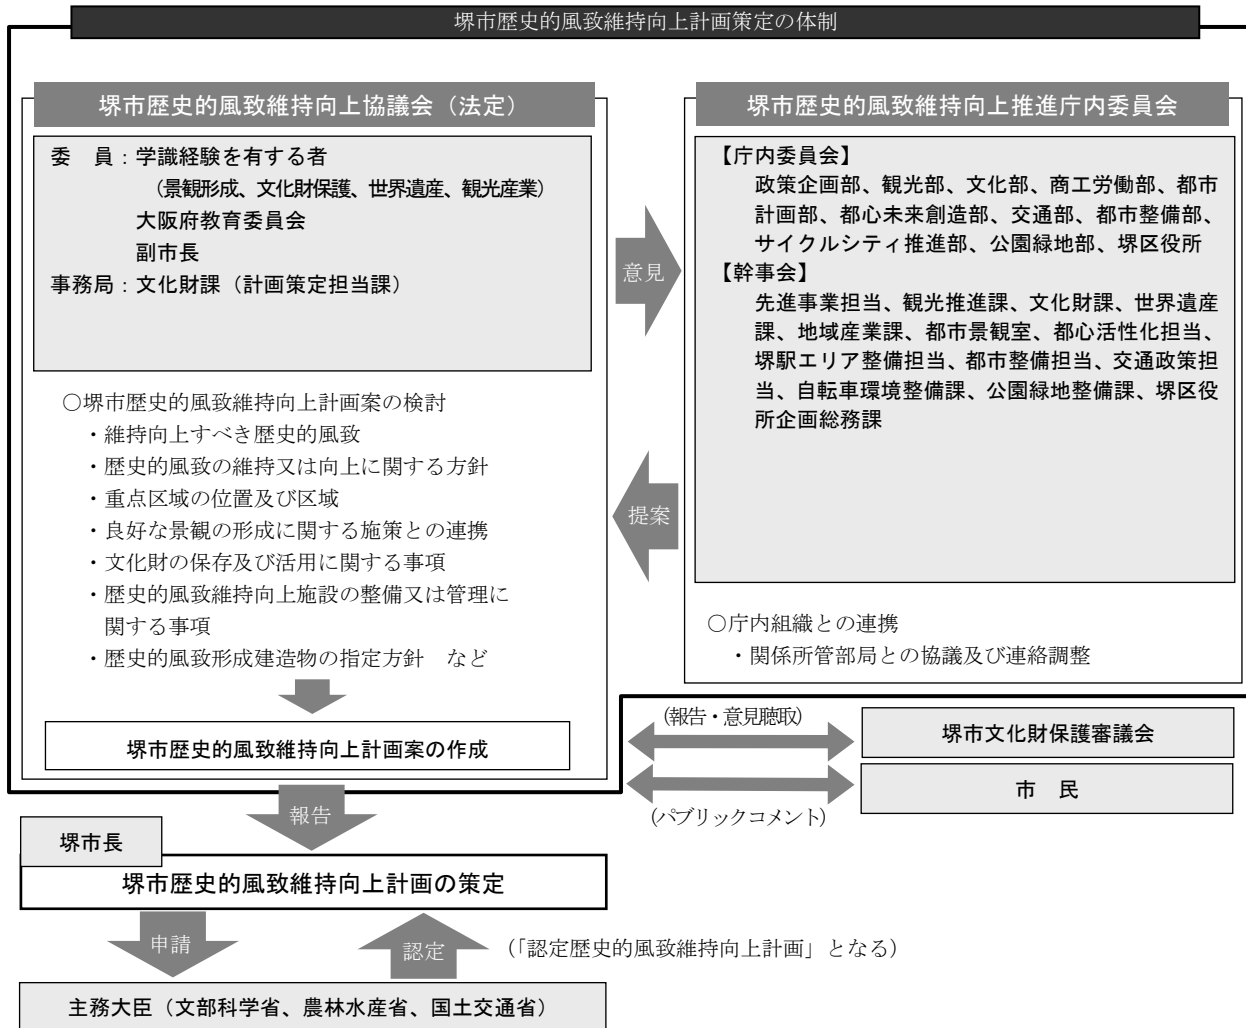 堺市歴史的風致維持向上計画策定の体制
堺市歴史的風致維持向上協議会（法定）
委　員：学識経験を有する者
（景観形成、文化財保護、世界遺産、観光産業）
大阪府教育委員会
副市長
事務局：文化財課（計画策定担当課）
○堺市歴史的風致維持向上計画案の検討
・維持向上すべき歴史的風致
・歴史的風致の維持又は向上に関する方針
・重点区域の位置及び区域
・良好な景観の形成に関する施策との連携
・文化財の保存及び活用に関する事項
・歴史的風致維持向上施設の整備又は管理に
関する事項
・歴史的風致形成建造物の指定方針　など
堺市歴史的風致維持向上計画案の作成
意見
提案
堺市歴史的風致維持向上推進庁内委員会
【庁内委員会】
政策企画部、観光部、文化部、商工労働部、都市
計画部、都心未来創造部、交通部、都市整備部、
サイクルシティ推進部、公園緑地部、堺区役所
【幹事会】
先進事業担当、観光推進課、文化財課、世界遺産
課、地域産業課、都市景観室、都心活性化担当、
堺駅エリア整備担当、都市整備担当、交通政策担
当、自転車環境整備課、公園緑地整備課、堺区役
所企画総務課
○庁内組織との連携
・関係所管部局との協議及び連絡調整
（報告・意見聴取）
堺市文化財保護審議会
市　民
（パブリックコメント）
報告
堺市長
堺市歴史的風致維持向上計画の策定
申請
認定
（「認定歴史的風致維持向上計画」となる）
主務大臣（文部科学省、農林水産省、国土交通省）